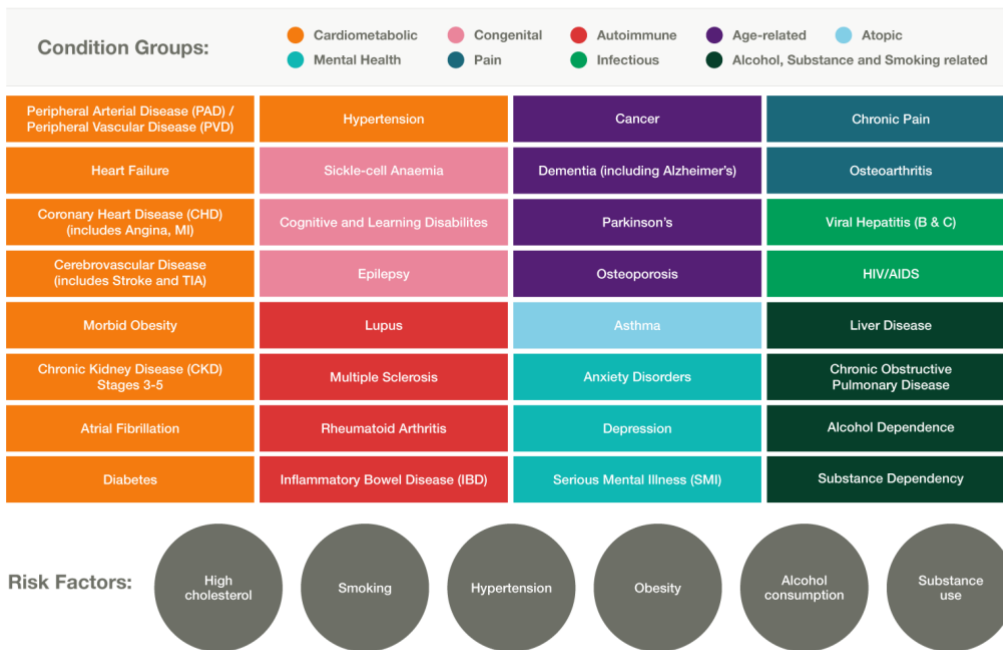 Condition Groups:
Cardiometabolic
Congenital
Autoimmune
Age-related
Atopic
Mental Health
Pain
Infectious
Alcohol, Substance and Smoking related
Peripheral Arterial Disease (PAD) /
Peripheral Vascular Disease (PVD)
Hypertension
Cancer
Chronic Pain
Heart Failure
Sickle-cell Anaemia
Dementia (including Alzheimer's)
Osteoarthritis
Coronary Heart Disease (CHD)
(includes Angina, MI)
Cognitive and Learning Disabilites
Parkinson's
Viral Hepatitis (B & C)
Cerebrovascular Disease
(includes Stroke and TIA)
Epilepsy
Osteoporosis
HIV/AIDS
Morbid Obesity
Lupus
Asthma
Liver Disease
Chronic Kidney Disease (CKD)
Stages 3-5
Multiple Sclerosis
Anxiety Disorders
Chronic Obstructive
Pulmonary Disease
Atrial Fibrillation
Rheumatoid Arthritis
Depression
Alcohol Dependence
Diabetes
Inflammatory Bowel Disease (IBD)
Serious Mental Illness (SMI)
Substance Dependency
Risk Factors:
High
cholesterol
Smoking
Hypertension
Obesity
Alcohol
consumption
Substance
use